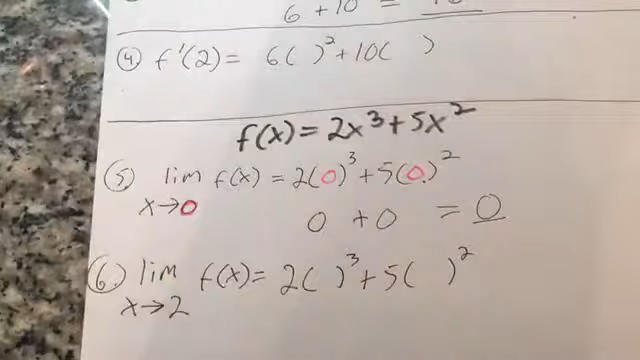 6 + 10 =
④ f'(2) = 6( )² + 10( )
f(x) = 2x³ + 5x²
⑤ lim f(x) = 2(0)³ + 5(0)²
x→0
0 + 0 = 0
⑥ lim f(x) = 2( )³ + 5( )²
x→2